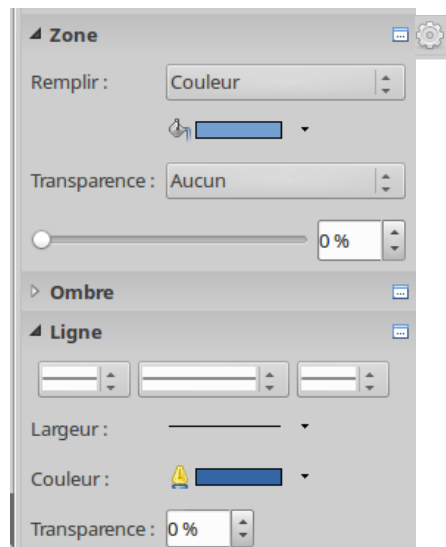 Zone
Remplir :
Couleur
Transparence :
Aucun
0 %
Ombre
Ligne
Largeur :
Couleur :
Transparence :
0 %